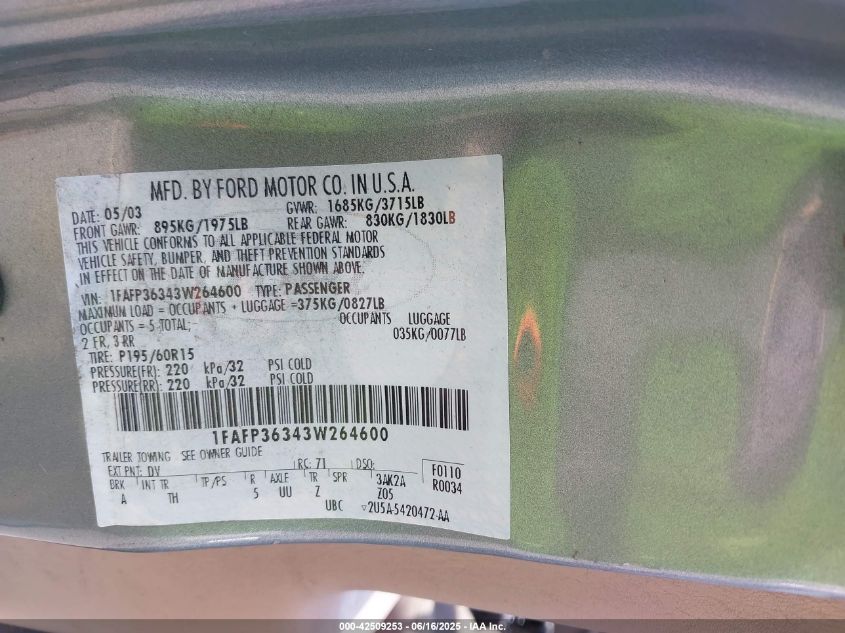 MFD. BY FORD MOTOR CO. IN U.S.A.
DATE: 05/03 GVWR: 1685KG/3715LB
FRONT GAWR: 895KG/1975LB REAR GAWR: 830KG/1830LB
THIS VEHICLE CONFORMS TO ALL APPLICABLE FEDERAL MOTOR
VEHICLE SAFETY, BUMPER, AND THEFT PREVENTION STANDARDS
IN EFFECT ON THE DATE OF MANUFACTURE SHOWN ABOVE.
VIN: 1FAFP36343W264600 TYPE: PASSENGER
MAXIMUM LOAD = OCCUPANTS + LUGGAGE =375KG/0827LB
OCCUPANTS = 5 TOTAL; OCCUPANTS LUGGAGE
2 FR, 3 RR 035KG/0077LB
TIRE: P195/60R15
PRESSURE(FR): 220 kPa/32 PSI COLD
PRESSURE(RR): 220 kPa/32 PSI COLD
1FAFP36343W264600
TRAILER TOWING SEE OWNER GUIDE
EXT PNT: DV RC: 71 DSO: F0110
BRK INT TR TP/PS R AXLE TR SPR 3AK2A R0034
A TH 5 UU Z Z05
UBC ▽2U5A-5420472-AA
000-42509253 - 06/16/2025 - IAA Inc.